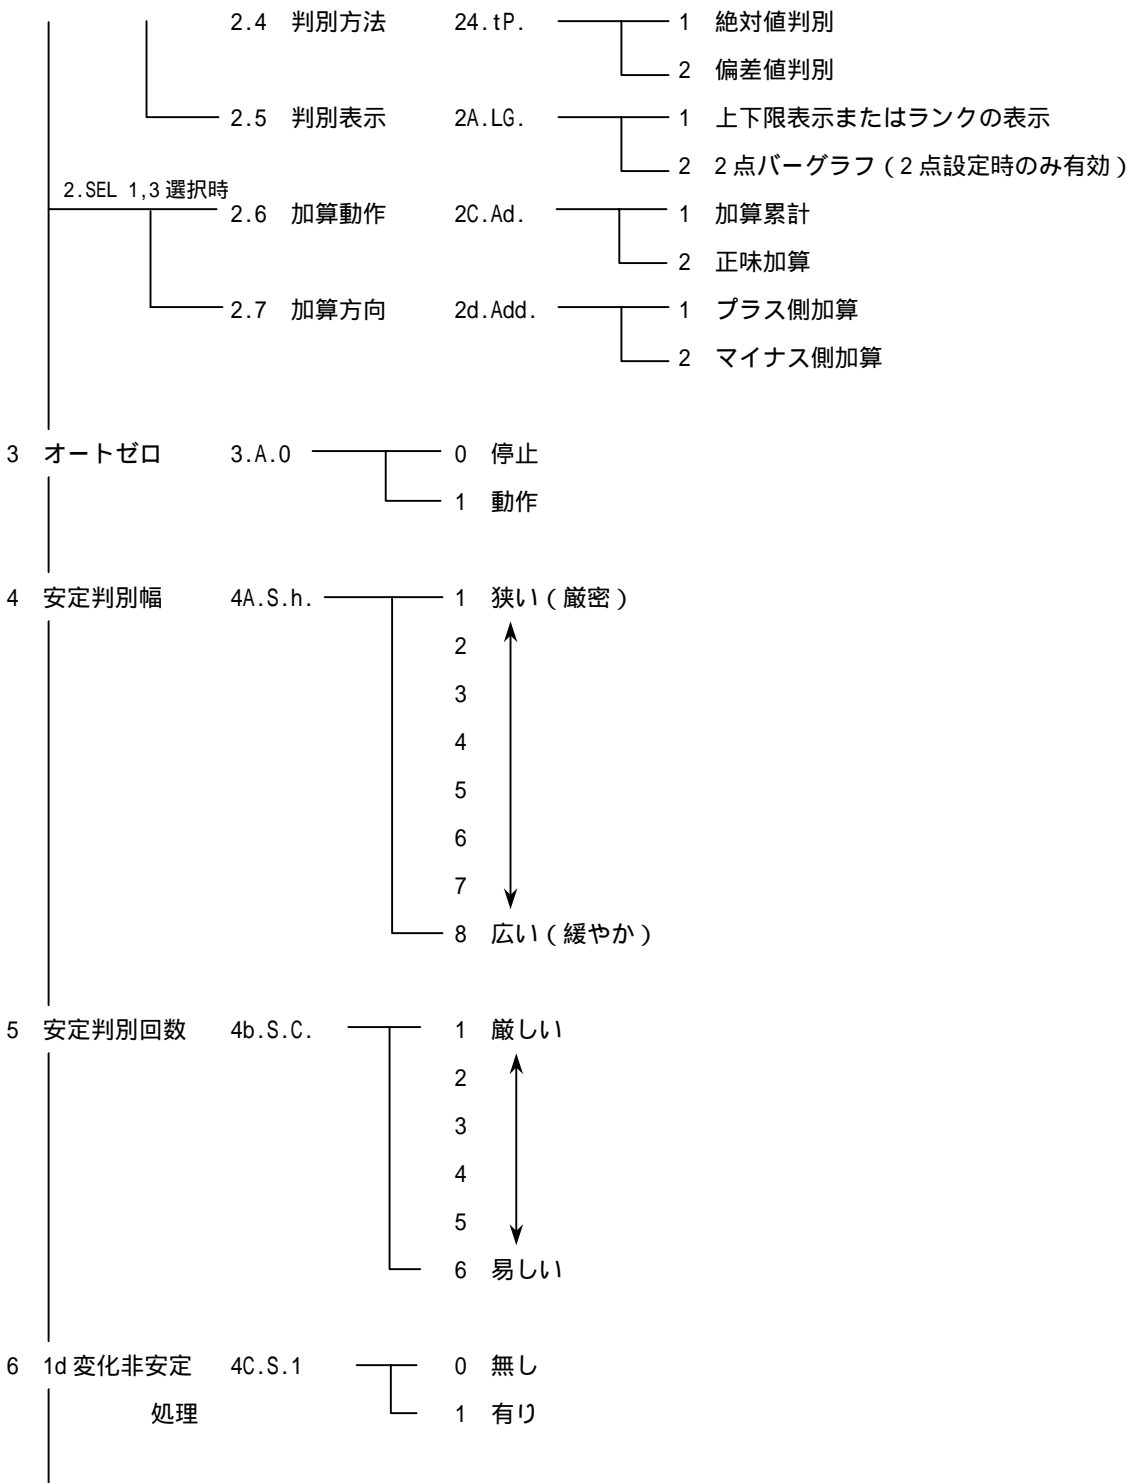 2.4 判別方法 24.tP. 1 絶対値判別
2 偏差値判別
2.5 判別表示 2A.LG. 1 上下限表示またはランクの表示
2 2点バーグラフ(2点設定時のみ有効)
2.SEL 1,3選択時
2.6 加算動作 2C.Ad. 1 加算累計
2 正味加算
2.7 加算方向 2d.Add. 1 プラス側加算
2 マイナス側加算
3 オートゼロ 3.A.0 0 停止
1 動作
4 安定判別幅 4A.S.h. 1 狭い(厳密)
2
3
4
5
6
7
8 広い(緩やか)
5 安定判別回数 4b.S.C. 1 厳しい
2
3
4
5
6 易しい
6 1d変化非安定 4C.S.1 0 無し
処理 1 有り